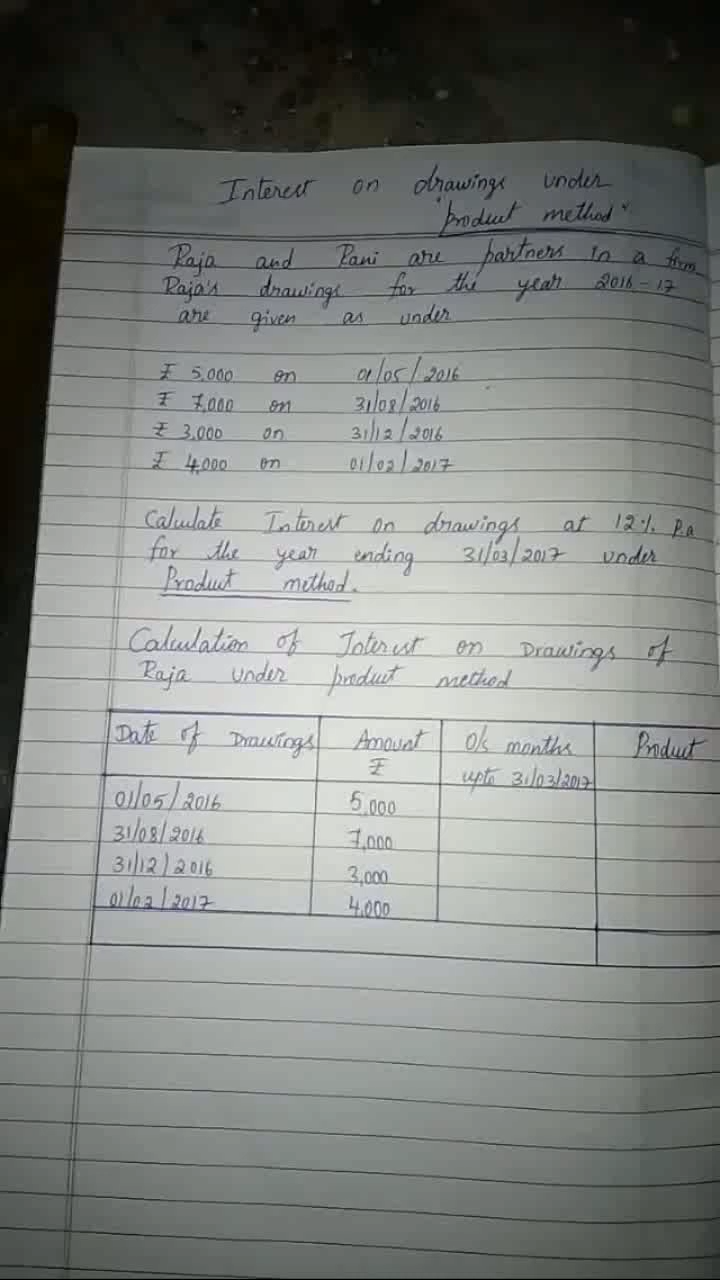 Interest on drawings under
"product method"
Raja and Rani are partners in a firm
Raja's drawings for the year 2016-17
are given as under
₹ 5,000 on 01/05/2016
₹ 7,000 on 31/08/2016
₹ 3,000 on 31/12/2016
₹ 4,000 on 01/02/2017
Calulate Interest on drawings at 12% P.a
for the year ending 31/03/2017 under
Product method.
Calculation of Interest on Drawings of
Raja under product method
Date of Drawings Amount ₹ O/s months upto 31/03/2017 Product
01/05/2016 5,000
31/08/2016 7,000
31/12/2016 3,000
01/02/2017 4,000